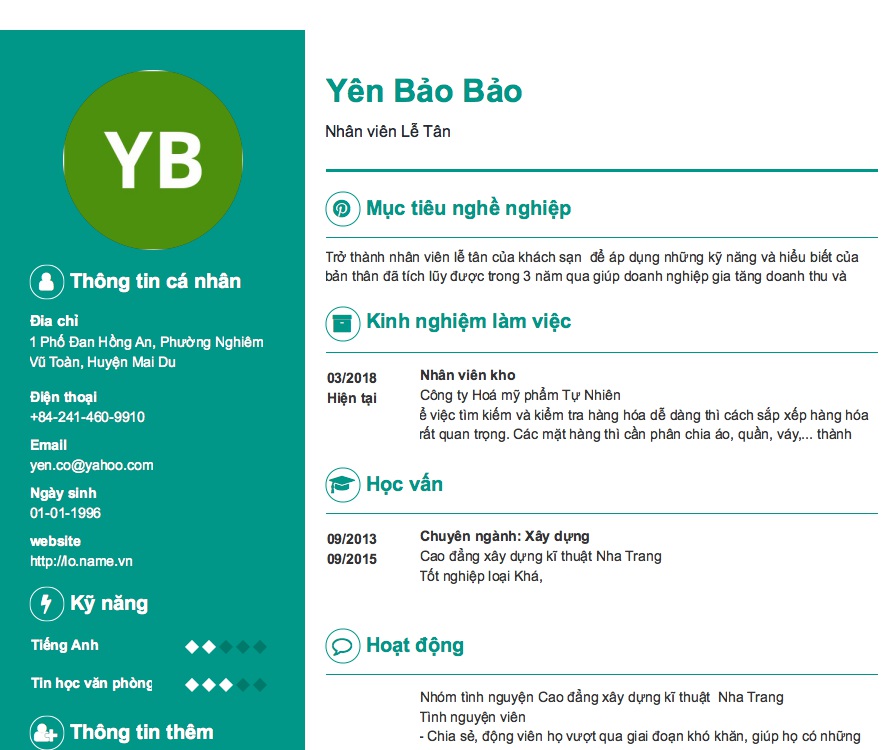 YB
Thông tin cá nhân
Địa chỉ
1 Phố Đan Hồng An, Phường Nghiêm
Vũ Toàn, Huyện Mai Du
Điện thoại
+84-241-460-9910
Email
yen.co@yahoo.com
Ngày sinh
01-01-1996
website
http://lo.name.vn
Kỹ năng
Tiếng Anh
Tin học văn phòng
Thông tin thêm
Yên Bảo Bảo
Nhân viên Lễ Tân
Mục tiêu nghề nghiệp
Trở thành nhân viên lễ tân của khách sạn để áp dụng những kỹ năng và hiểu biết của
bản thân đã tích lũy được trong 3 năm qua giúp doanh nghiệp gia tăng doanh thu và
Kinh nghiệm làm việc
03/2018
Hiện tại
Nhân viên kho
Công ty Hoá mỹ phẩm Tự Nhiên
ể việc tìm kiếm và kiểm tra hàng hóa dễ dàng thì cách sắp xếp hàng hóa
rất quan trọng. Các mặt hàng thì cần phân chia áo, quần, váy,... thành
Học vấn
09/2013
09/2015
Chuyên ngành: Xây dựng
Cao đẳng xây dựng kĩ thuật Nha Trang
Tốt nghiệp loại Khá,
Hoạt động
Nhóm tình nguyện Cao đẳng xây dựng kĩ thuật Nha Trang
Tình nguyện viên
- Chia sẻ, động viên họ vượt qua giai đoạn khó khăn, giúp họ có những